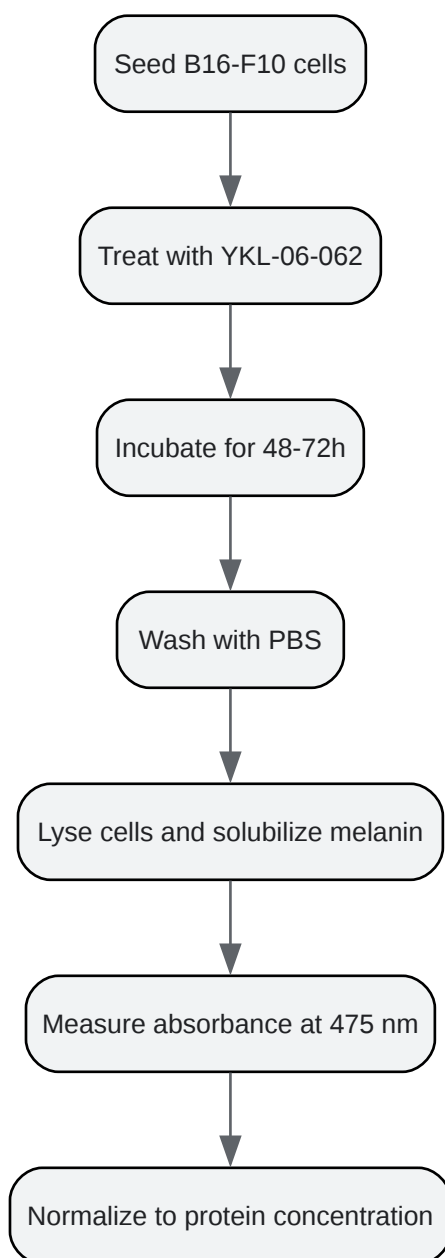 Seed B16-F10 cells
Treat with YKL-06-062
Incubate for 48-72h
Wash with PBS
Lyse cells and solubilize melanin
Measure absorbance at 475 nm
Normalize to protein concentration